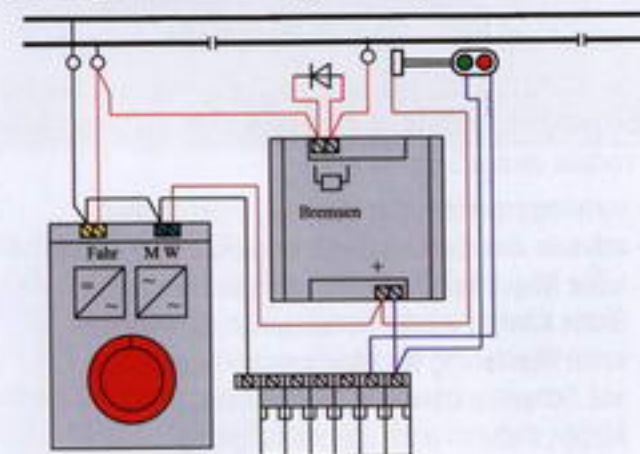 Bremsen
+
Fahr M W
= ~
~ ~